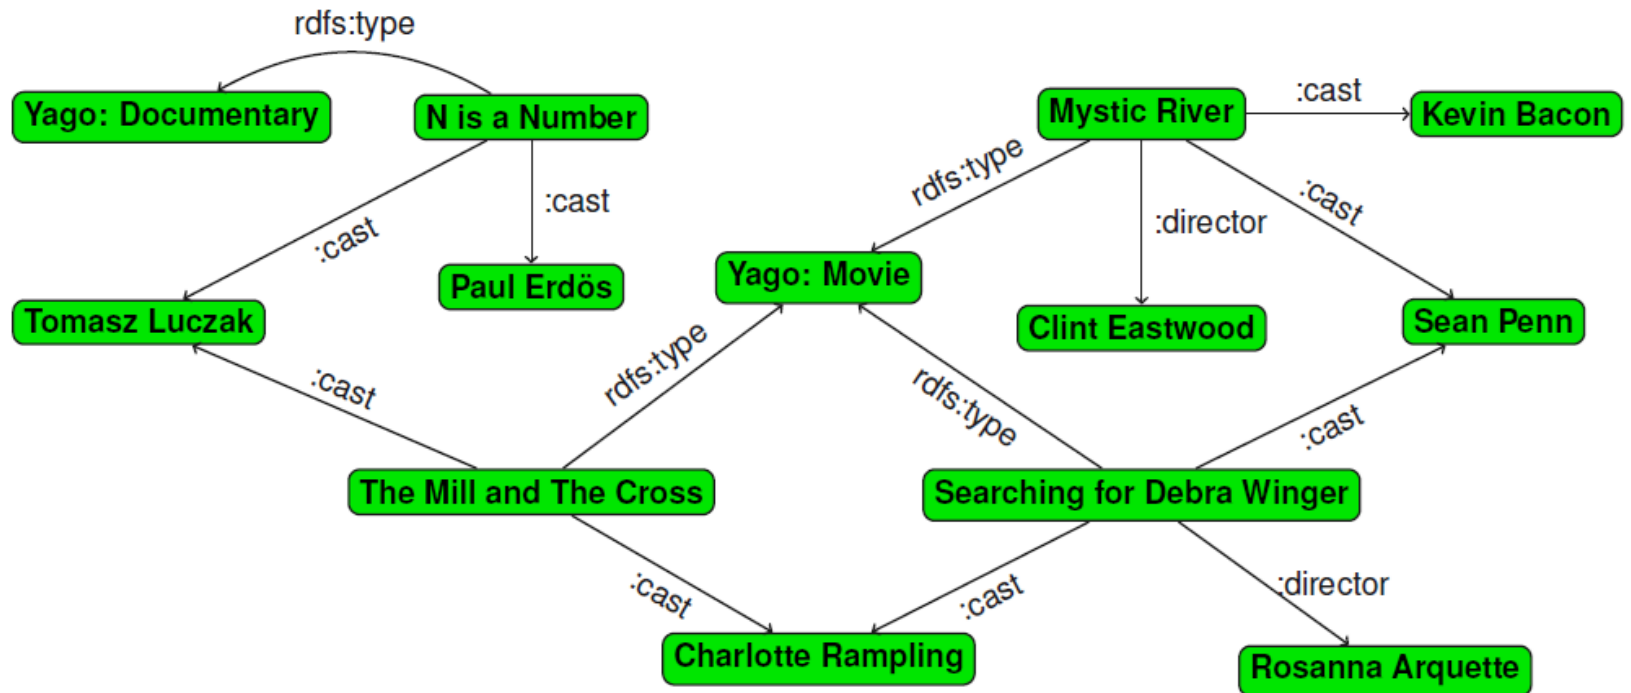 rdfs:type
Yago: Documentary
N is a Number
Mystic River
:cast
Kevin Bacon
rdfs:type
:cast
:cast
:director
:cast
Yago: Movie
Paul Erdös
Tomasz Luczak
Clint Eastwood
Sean Penn
:cast
rdfs:type
rdfs:type
:cast
The Mill and The Cross
Searching for Debra Winger
:cast
:cast
:director
Charlotte Rampling
Rosanna Arquette